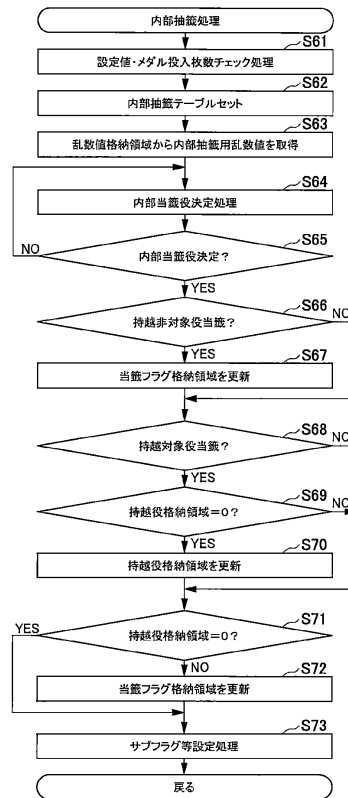 内部抽籤処理
S61
設定値・メダル投入枚数チェック処理
S62
内部抽籤テーブルセット
S63
乱数値格納領域から内部抽籤用乱数値を取得
S64
内部当籤役決定処理
S65
内部当籤役決定？
NO
YES
S66
持越非対象役当籤？
NO
YES
S67
当籤フラグ格納領域を更新
S68
持越対象役当籤？
NO
YES
S69
持越役格納領域＝０？
NO
YES
S70
持越役格納領域を更新
S71
持越役格納領域＝０？
YES
NO
S72
当籤フラグ格納領域を更新
S73
サブフラグ等設定処理
戻る